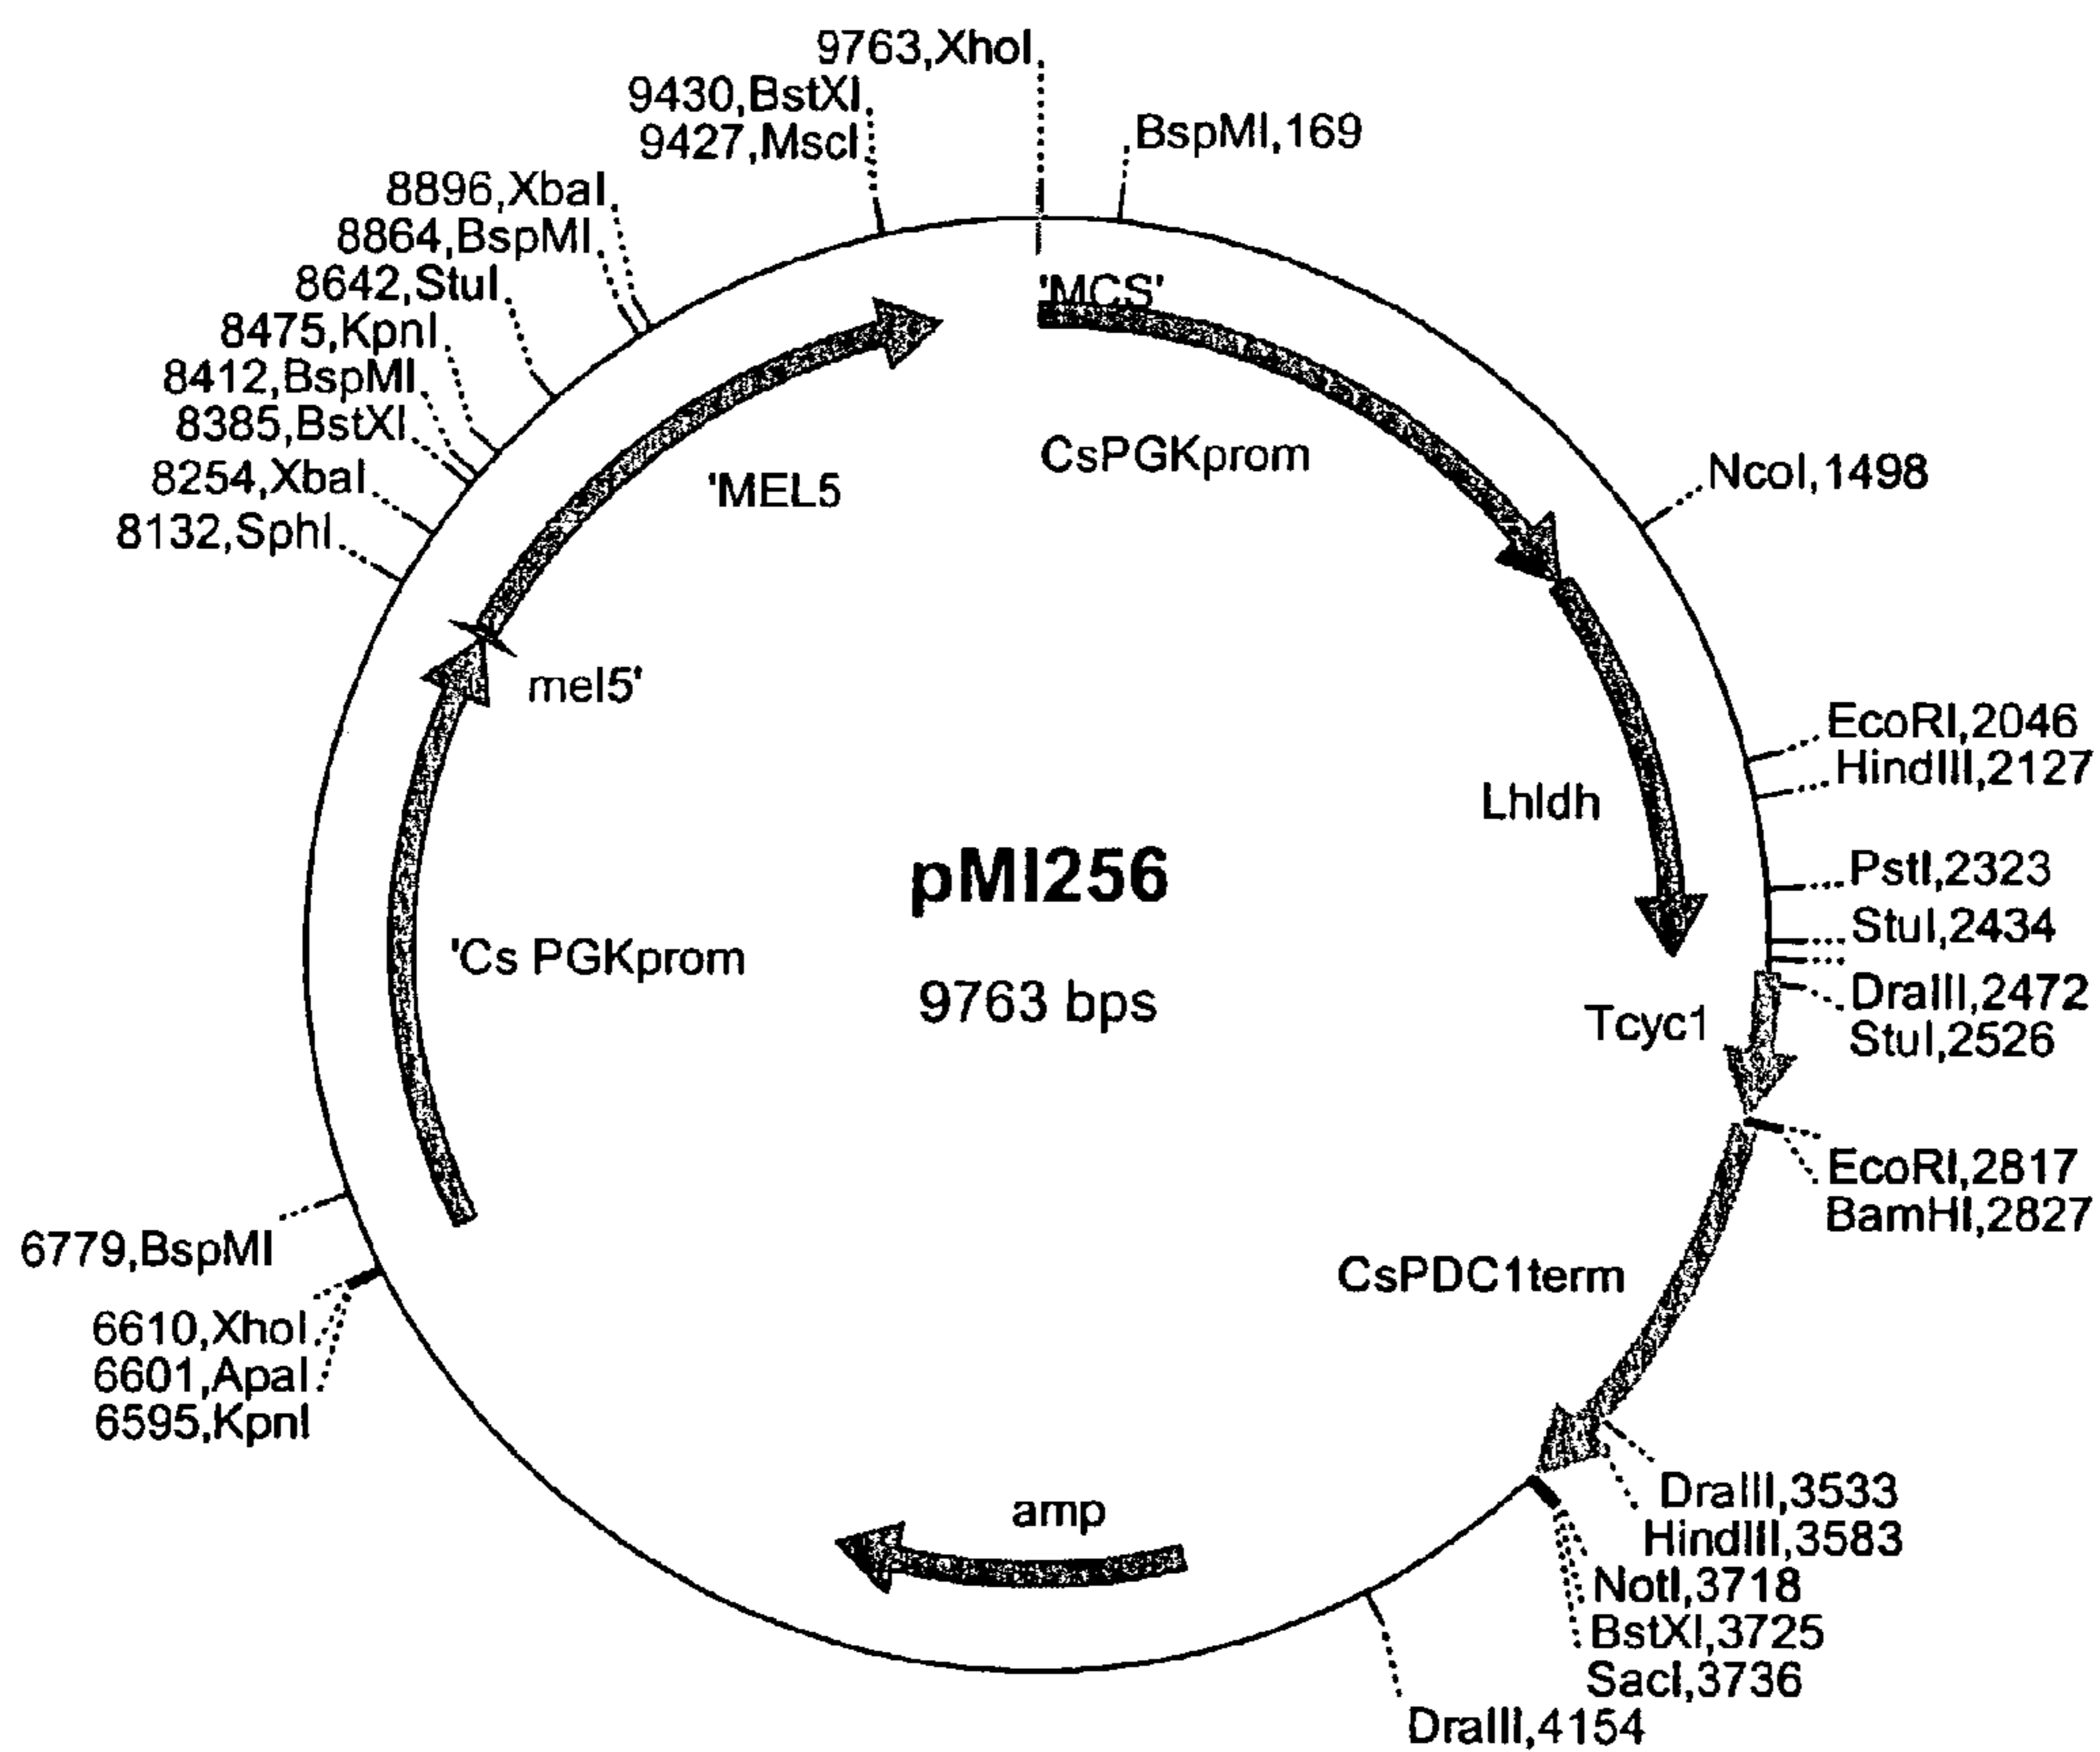 9763,XhoI
9430,BstXI
9427,MscI
BspMI,169
8896,XbaI
8864,BspMI
8642,StuI
8475,KpnI
8412,BspMI
8385,BstXI
8254,XbaI
8132,SphI
'MCS'
CsPGKprom
NcoI,1498
'MEL5
mel5'
EcoRI,2046
HindIII,2127
Lhldh
PstI,2323
StuI,2434
DraIII,2472
StuI,2526
pMI256
9763 bps
'Cs PGKprom
Tcyc1
EcoRI,2817
BamHI,2827
CsPDC1term
6779,BspMI
6610,XhoI
6601,ApaI
6595,KpnI
amp
DraIII,3533
HindIII,3583
NotI,3718
BstXI,3725
SacI,3736
DraIII,4154